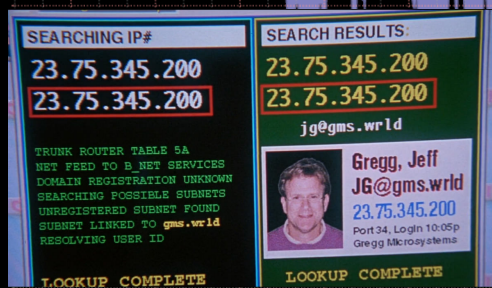 SEARCHING IP#
23.75.345.200
23.75.345.200
TRUNK ROUTER TABLE 5A
NET FEED TO B_NET SERVICES
DOMAIN REGISTRATION UNKNOWN
SEARCHING POSSIBLE SUBNETS
UNREGISTERED SUBNET FOUND
SUBNET LINKED TO gms.wrld
RESOLVING USER ID
LOOKUP COMPLETE
SEARCH RESULTS:
23.75.345.200
23.75.345.200
jg@gms.wrld
Gregg, Jeff
JG@gms.wrld
23.75.345.200
Port 34, LogIn 10:05p
Gregg Microsystems
LOOKUP COMPLETE